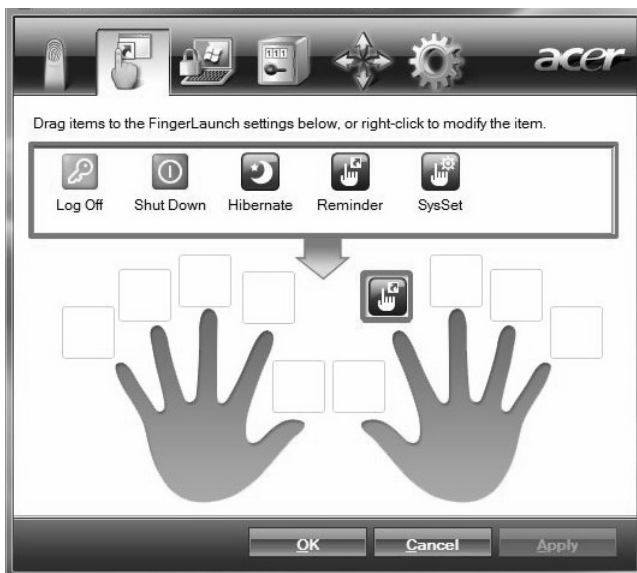 acer
Drag items to the FingerLaunch settings below, or right-click to modify the item.
Log Off Shut Down Hibernate Reminder SysSet
OK Cancel Apply